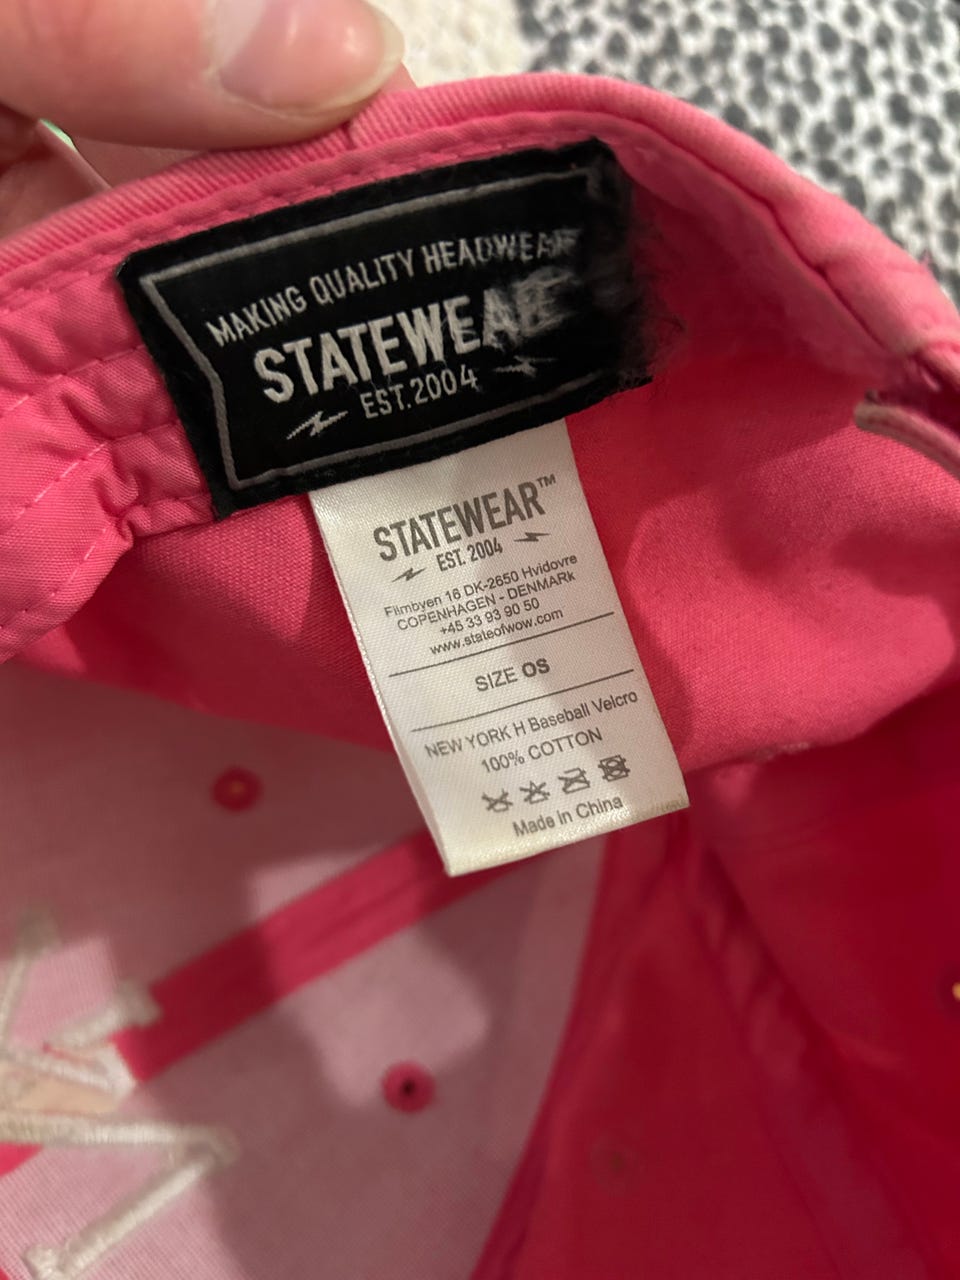 MAKING QUALITY HEADWEAR
STATEWEAR
EST.2004
STATEWEAR™
EST. 2004
Filmbyen 16 DK-2650 Hvidovre
COPENHAGEN - DENMARk
+45 33 93 90 50
www.stateofwow.com
SIZE OS
NEW YORK H Baseball Velcro
100% COTTON
Made in China